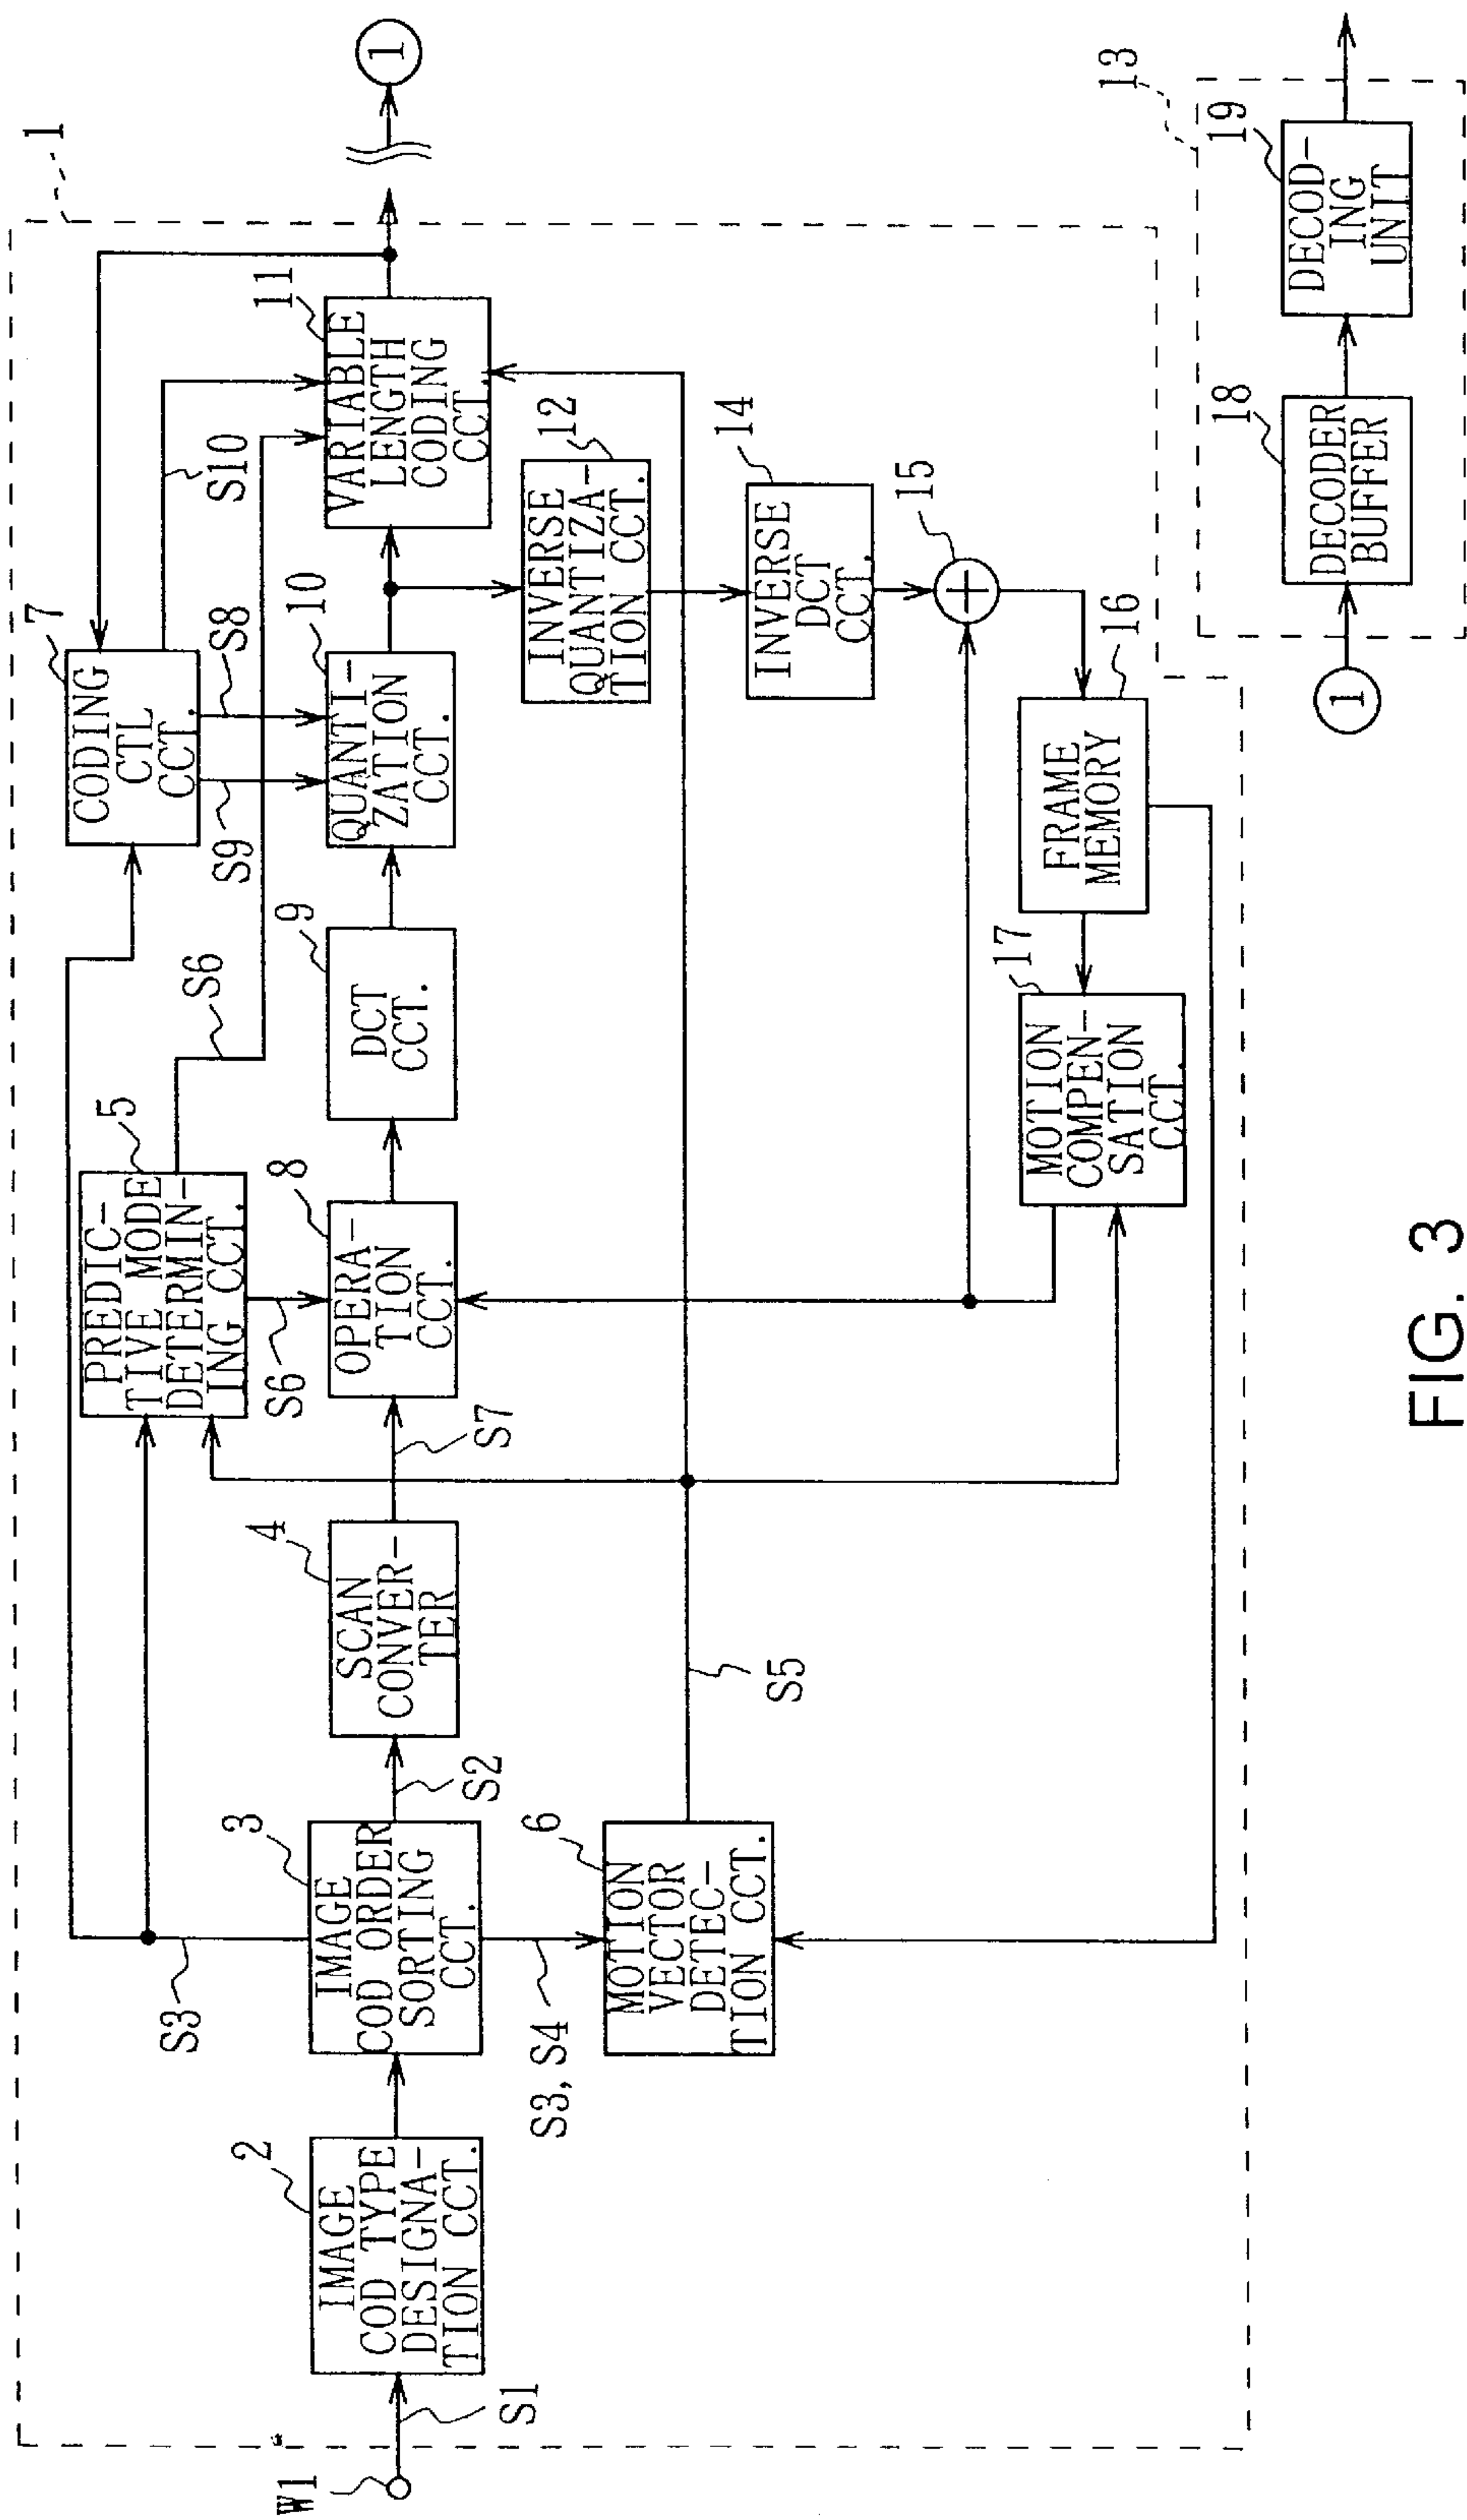 1
1
7
CODING
CTL
CCT.
S10
11
VARIABLE
LENGTH
CODING
CCT.
S8
S9
10
QUANTI-
ZATION
CCT.
12
INVERSE
QUANTIZA-
TION CCT.
14
INVERSE
DCT
CCT.
15
16
FRAME
MEMORY
17
MOTION
COMPEN-
SATION
CCT.
9
DCT
CCT.
S6
5
PREDIC-
TIVE MODE
DETERMIN-
ING CCT.
S6
8
OPERA-
TION
CCT.
S7
4
SCAN
CONVER-
TER
S5
S2
3
IMAGE
COD ORDER
SORTING
CCT.
S3
S3, S4
6
MOTION
VECTOR
DETEC-
TION CCT.
2
IMAGE
COD TYPE
DESIGNA-
TION CCT.
S1
W1
13
1
18
DECODER
BUFFER
19
DECOD-
ING
UNIT
FIG. 3